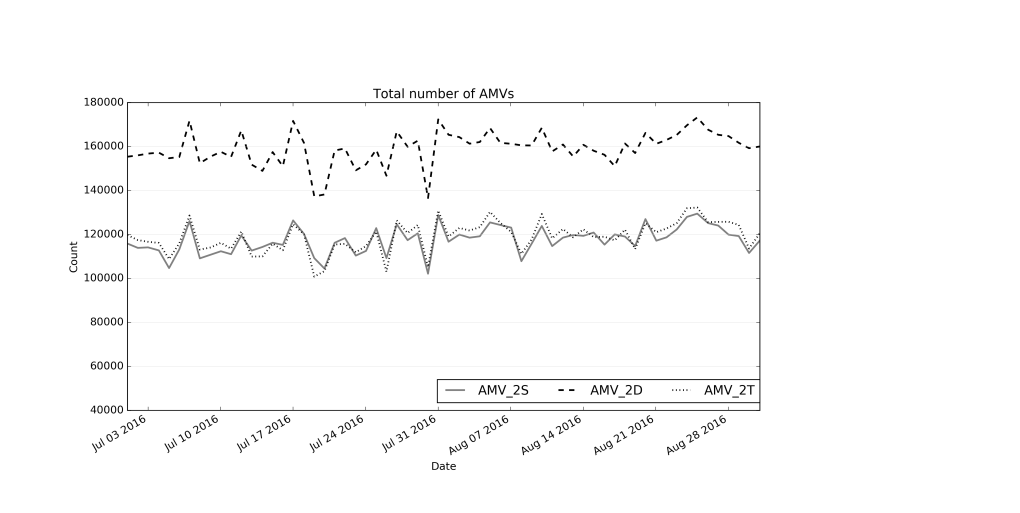 Total number of AMVs
180000
160000
140000
120000
100000
80000
60000
40000
Count
AMV_2S AMV_2D AMV_2T
Jul 03 2016 Jul 10 2016 Jul 17 2016 Jul 24 2016 Jul 31 2016 Aug 07 2016 Aug 14 2016 Aug 21 2016 Aug 28 2016
Date